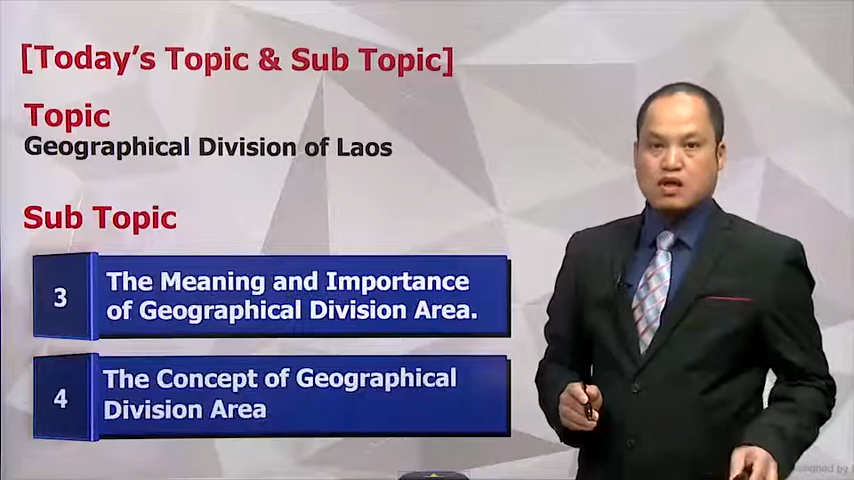 [Today's Topic & Sub Topic]
Topic
Geographical Division of Laos
Sub Topic
3
The Meaning and Importance
of Geographical Division Area.
4
The Concept of Geographical
Division Area